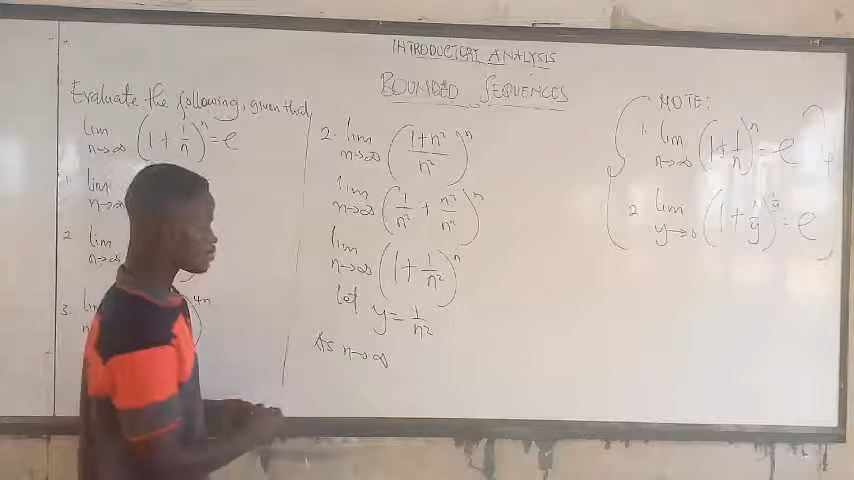 INTRODUCTORY ANALYSIS
BOUNDED SEQUENCES
Evaluate the following, given that
lim n→∞ (1 + 1/n)^n = e
1. lim n→∞
2 lim n→∞
3. lim 4n
2. lim n→∞ ((1+n²)/n²)^n
lim n→∞ (1/n² + n²/n²)^n
lim n→∞ (1 + 1/n²)^n
let y = 1/n²
As n→∞
NOTE:
1. lim n→∞ (1 + 1/n)^n = e
2 lim y→0
= e